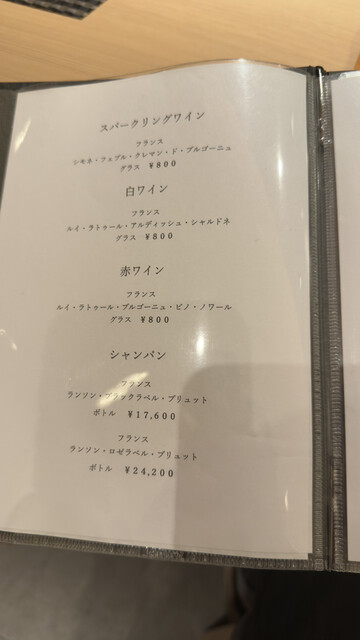 スパークリングワイン
フランス
シモネ・フェブル・クレマン・ド・ブルゴーニュ
グラス ¥800
白ワイン
フランス
ルイ・ラトゥール・アルディッシュ・シャルドネ
グラス ¥800
赤ワイン
フランス
ルイ・ラトゥール・ブルゴーニュ・ピノ・ノワール
グラス ¥800
シャンパン
フランス
ランソン・ブラックラベル・ブリュット
ボトル ¥17,600
フランス
ランソン・ロゼラベル・ブリュット
ボトル ¥24,200